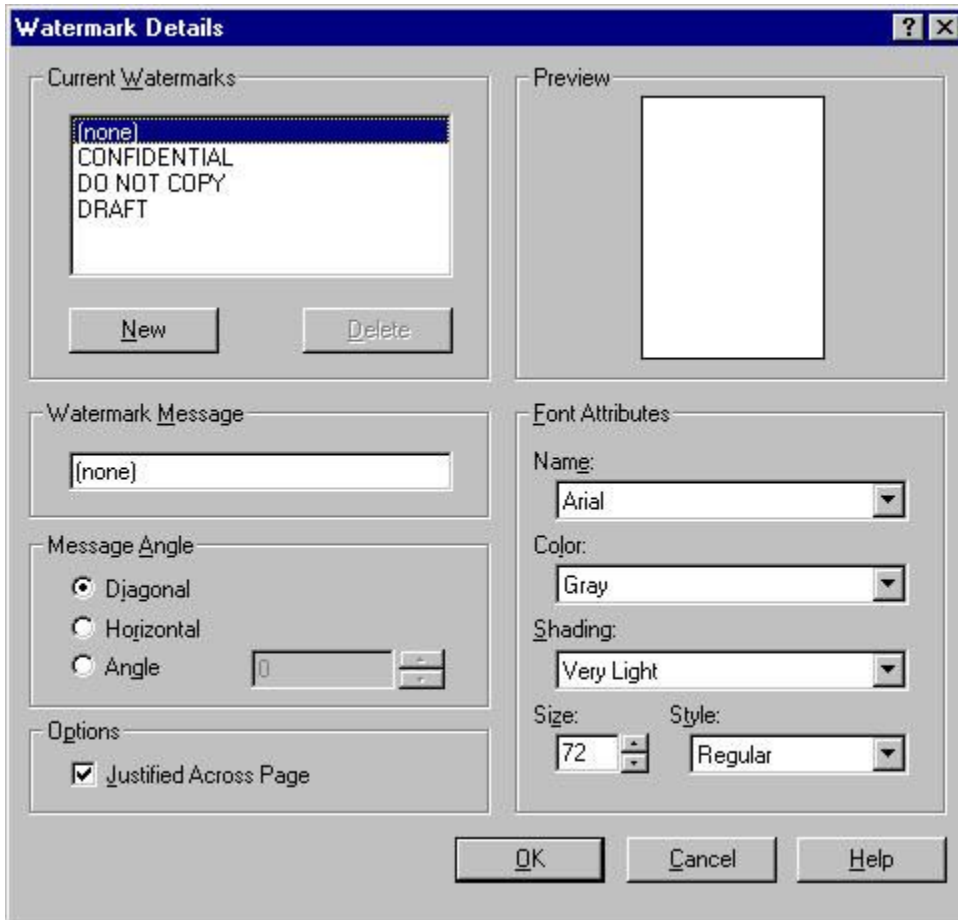 Watermark Details
Current Watermarks
(none)
CONFIDENTIAL
DO NOT COPY
DRAFT
New
Delete
Preview
Watermark Message
(none)
Message Angle
Diagonal
Horizontal
Angle
0
Options
Justified Across Page
Font Attributes
Name:
Arial
Color:
Gray
Shading:
Very Light
Size: Style:
72 Regular
OK Cancel Help